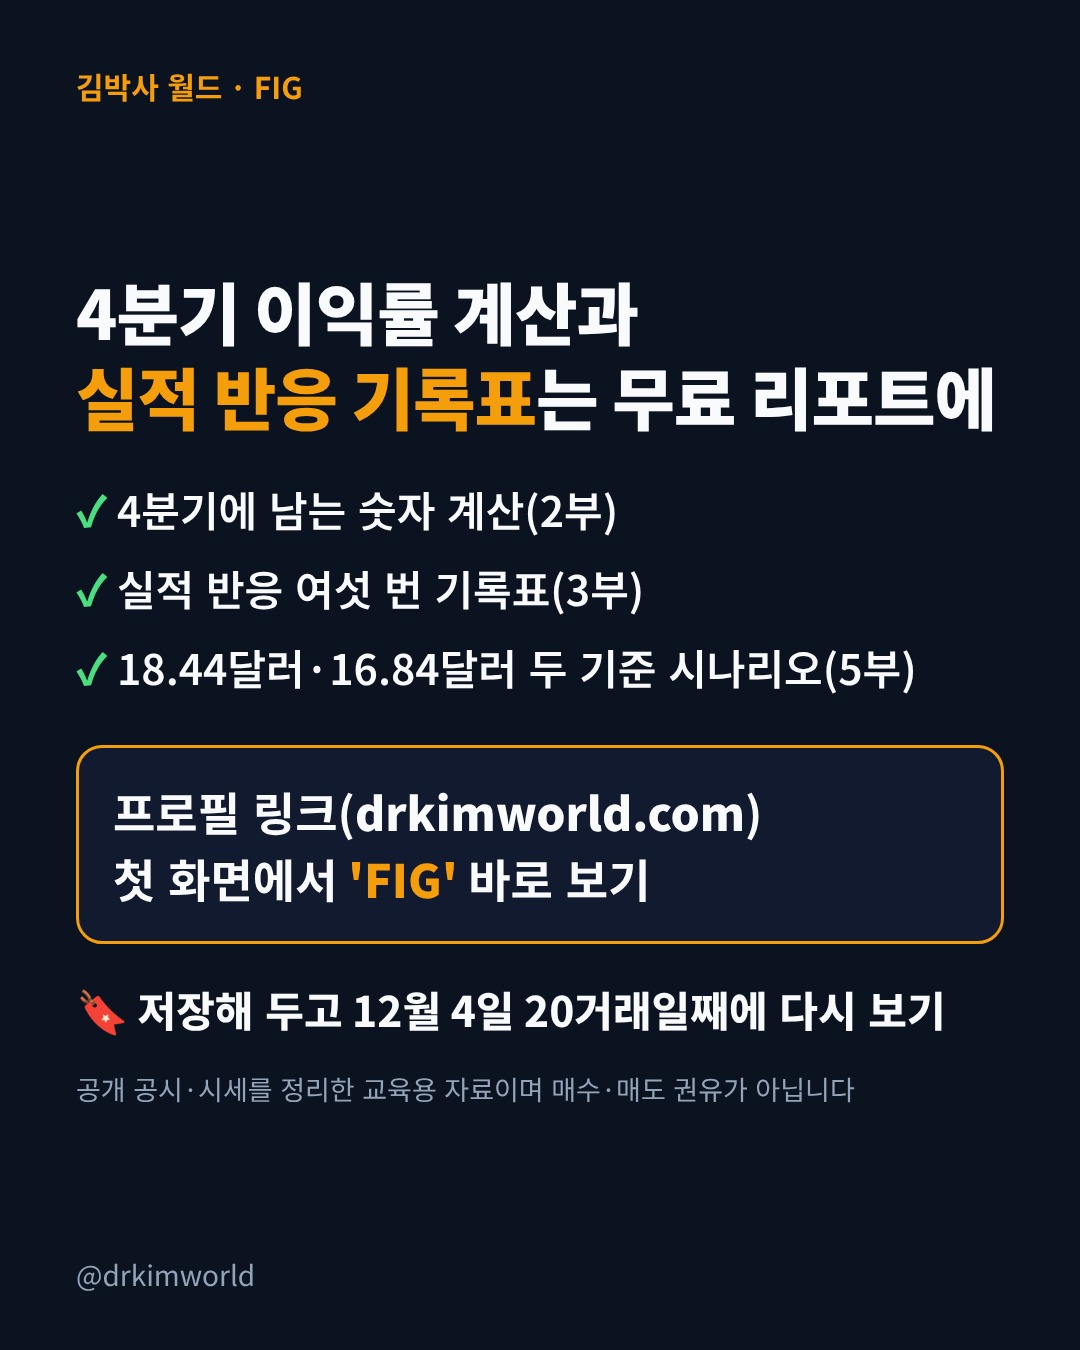 김박사 월드 · FIG
4분기 이익률 계산과
실적 반응 기록표는 무료 리포트에
✓ 4분기에 남는 숫자 계산(2부)
✓ 실적 반응 여섯 번 기록표(3부)
✓ 18.44달러·16.84달러 두 기준 시나리오(5부)
프로필 링크(drkimworld.com)
첫 화면에서 'FIG' 바로 보기
🔖 저장해 두고 12월 4일 20거래일째에 다시 보기
공개 공시·시세를 정리한 교육용 자료이며 매수·매도 권유가 아닙니다
@drkimworld